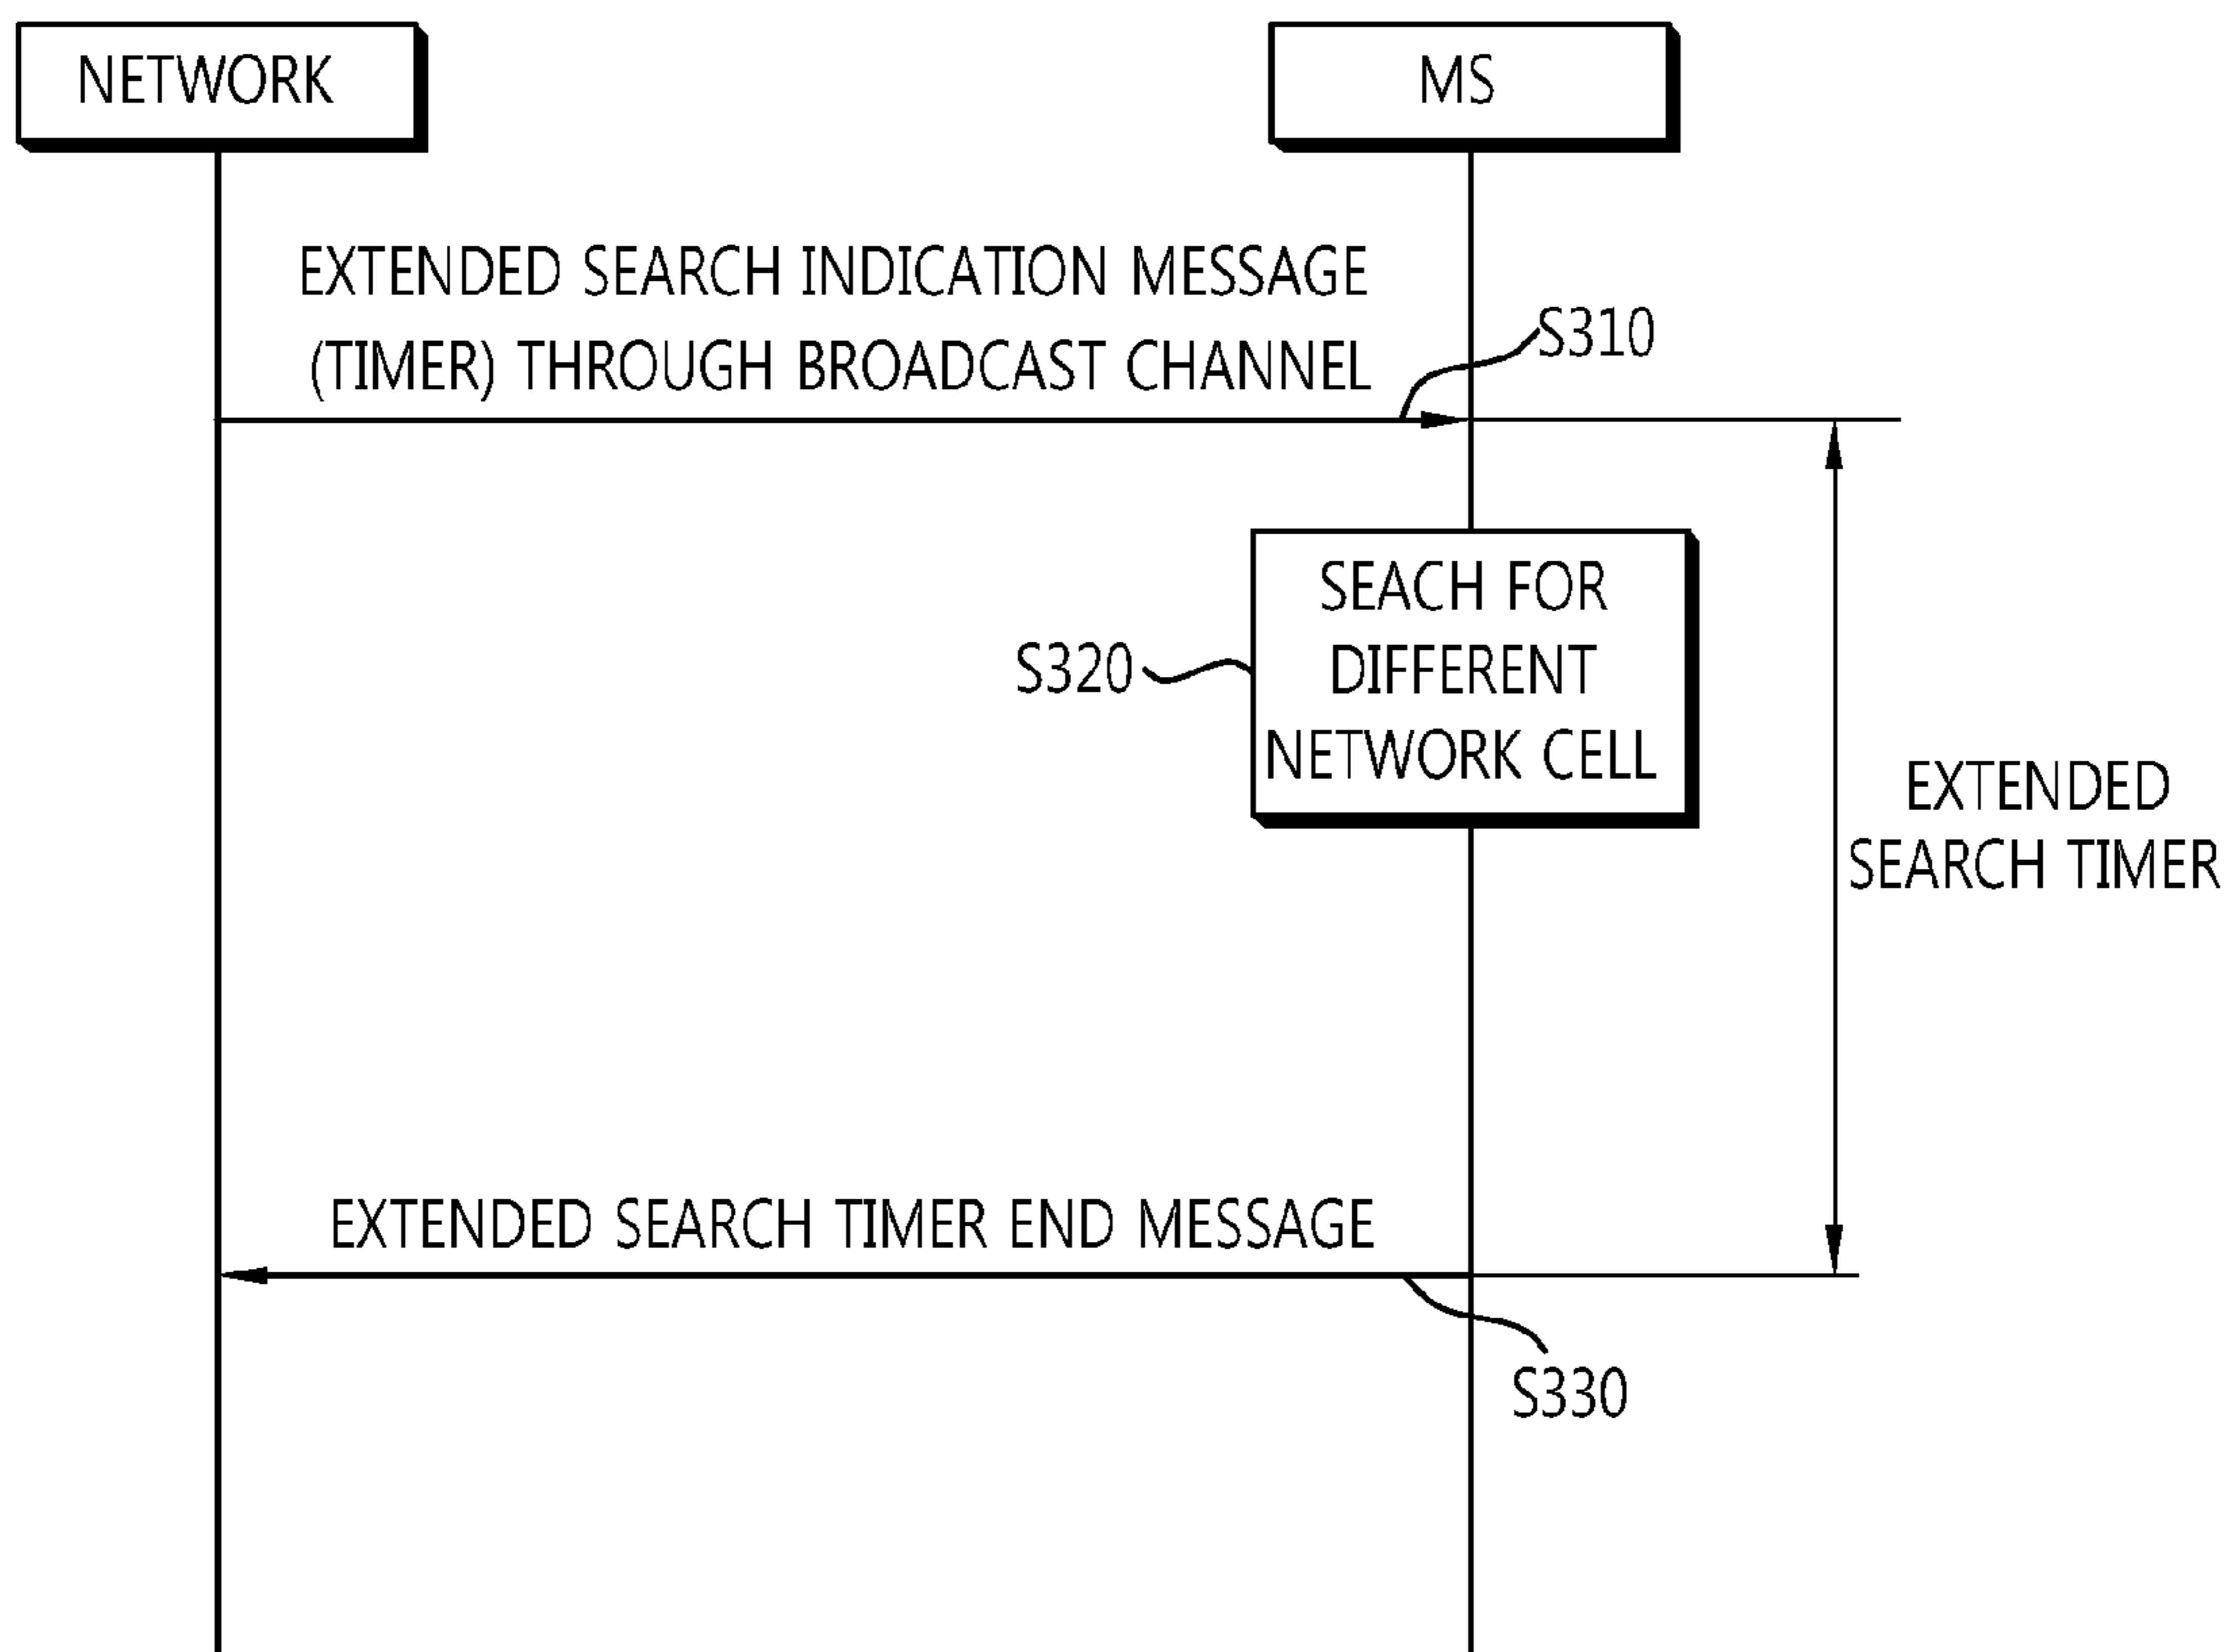 NETWORK
MS
EXTENDED SEARCH INDICATION MESSAGE
(TIMER) THROUGH BROADCAST CHANNEL
S310
SEACH FOR
DIFFERENT
NETWORK CELL
S320
EXTENDED
SEARCH TIMER
EXTENDED SEARCH TIMER END MESSAGE
S330